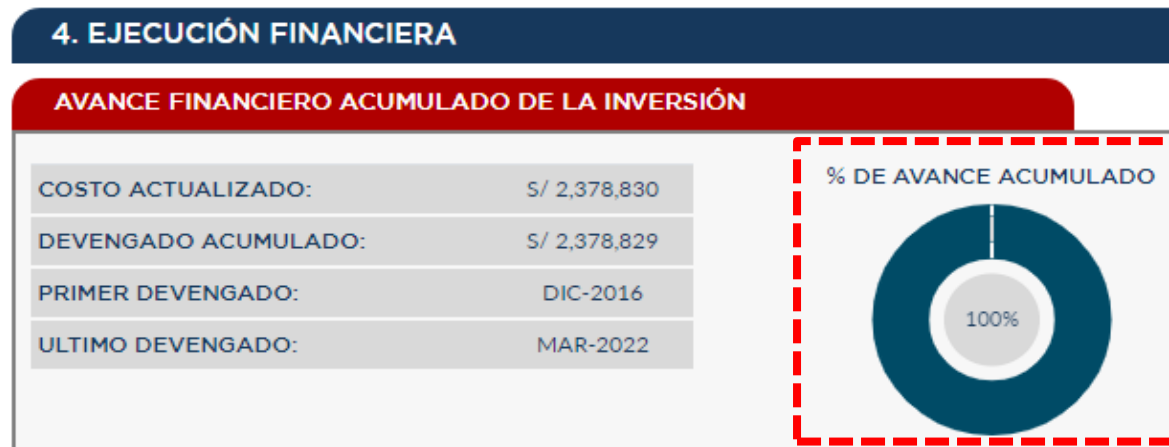 4. EJECUCIÓN FINANCIERA
AVANCE FINANCIERO ACUMULADO DE LA INVERSIÓN
COSTO ACTUALIZADO: S/ 2,378,830
DEVENGADO ACUMULADO: S/ 2,378,829
PRIMER DEVENGADO: DIC-2016
ULTIMO DEVENGADO: MAR-2022
% DE AVANCE ACUMULADO
100%